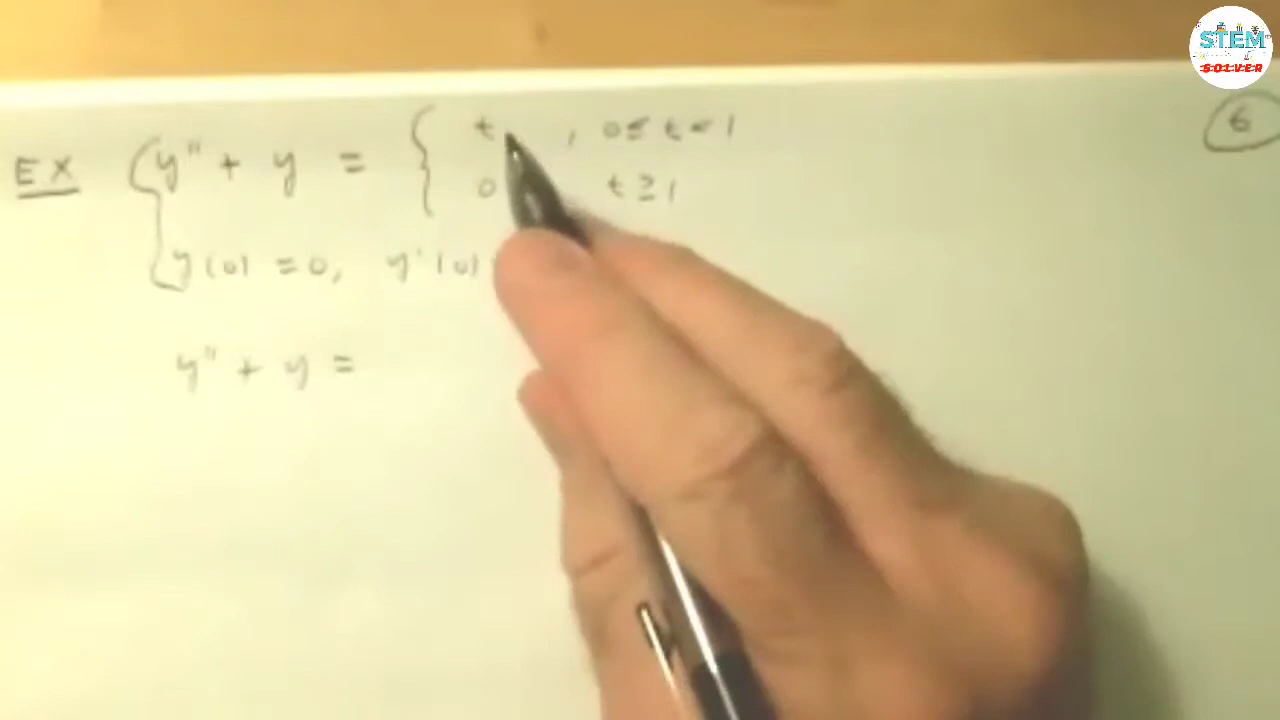 STEM
SOLVER
6
EX { y" + y = { t , 0 ≤ t < 1
0 t ≥ 1
y(0) = 0, y'(0)
y" + y =